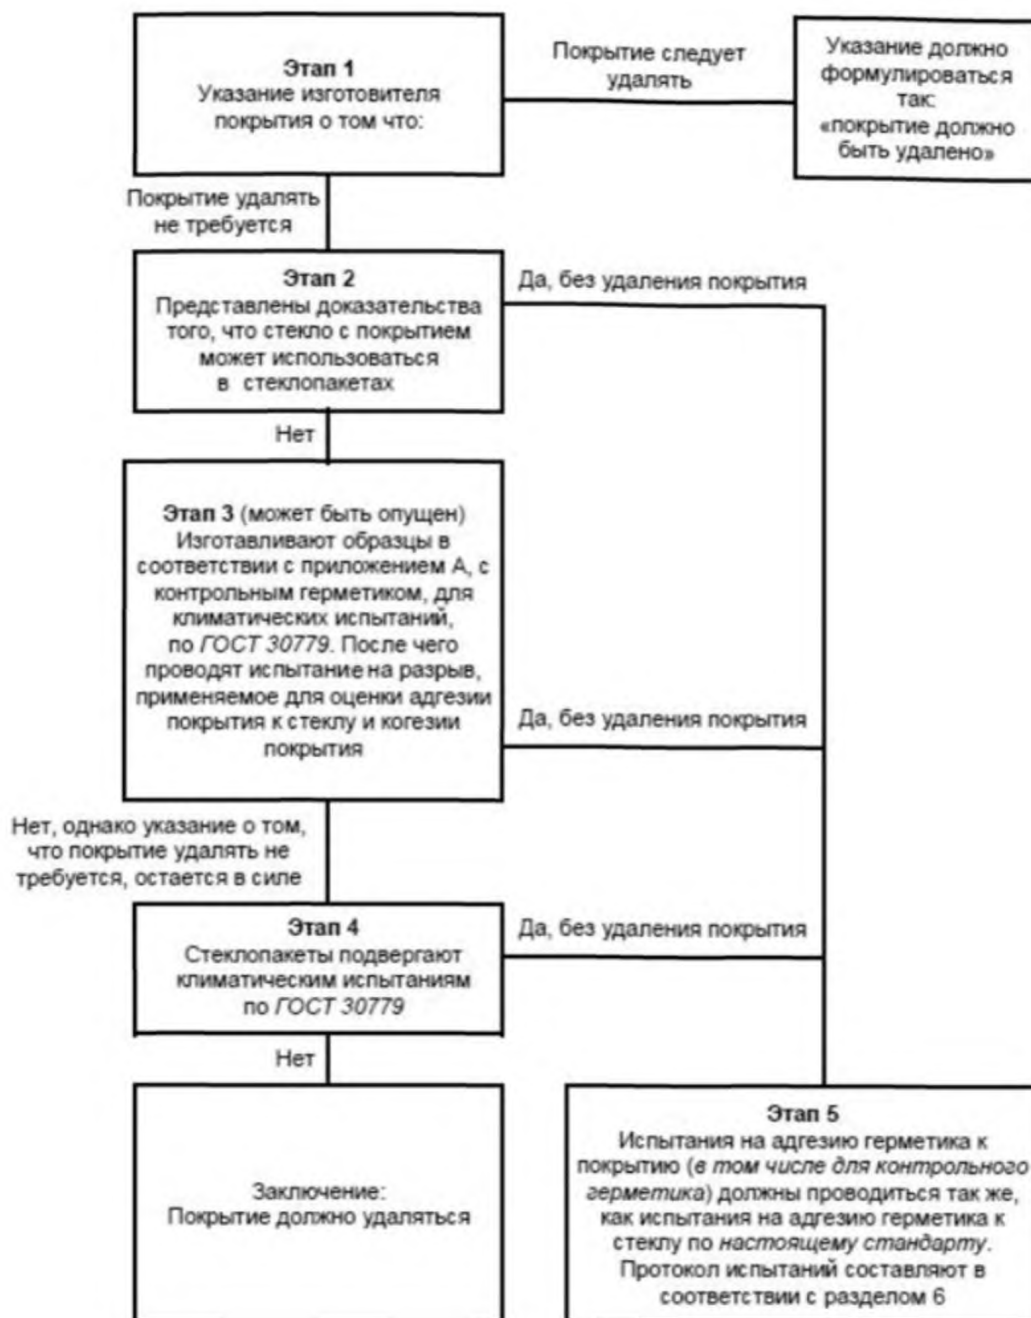 Этап 1
Указание изготовителя
покрытия о том что:
Покрытие следует
удалять
Указание должно
формулироваться
так:
«покрытие должно
быть удалено»
Покрытие удалять
не требуется
Этап 2
Представлены доказательства
того, что стекло с покрытием
может использоваться
в стеклопакетах
Да, без удаления покрытия
Нет
Этап 3 (может быть опущен)
Изготавливают образцы в
соответствии с приложением А, с
контрольным герметиком, для
климатических испытаний,
по ГОСТ 30779. После чего
проводят испытание на разрыв,
применяемое для оценки адгезии
покрытия к стеклу и когезии
покрытия
Да, без удаления покрытия
Нет, однако указание о том,
что покрытие удалять не
требуется, остается в силе
Этап 4
Стеклопакеты подвергают
климатическим испытаниям
по ГОСТ 30779
Да, без удаления покрытия
Нет
Заключение:
Покрытие должно удаляться
Этап 5
Испытания на адгезию герметика к
покрытию (в том числе для контрольного
герметика) должны проводиться так же,
как испытания на адгезию герметика к
стеклу по настоящему стандарту.
Протокол испытаний составляют в
соответствии с разделом 6